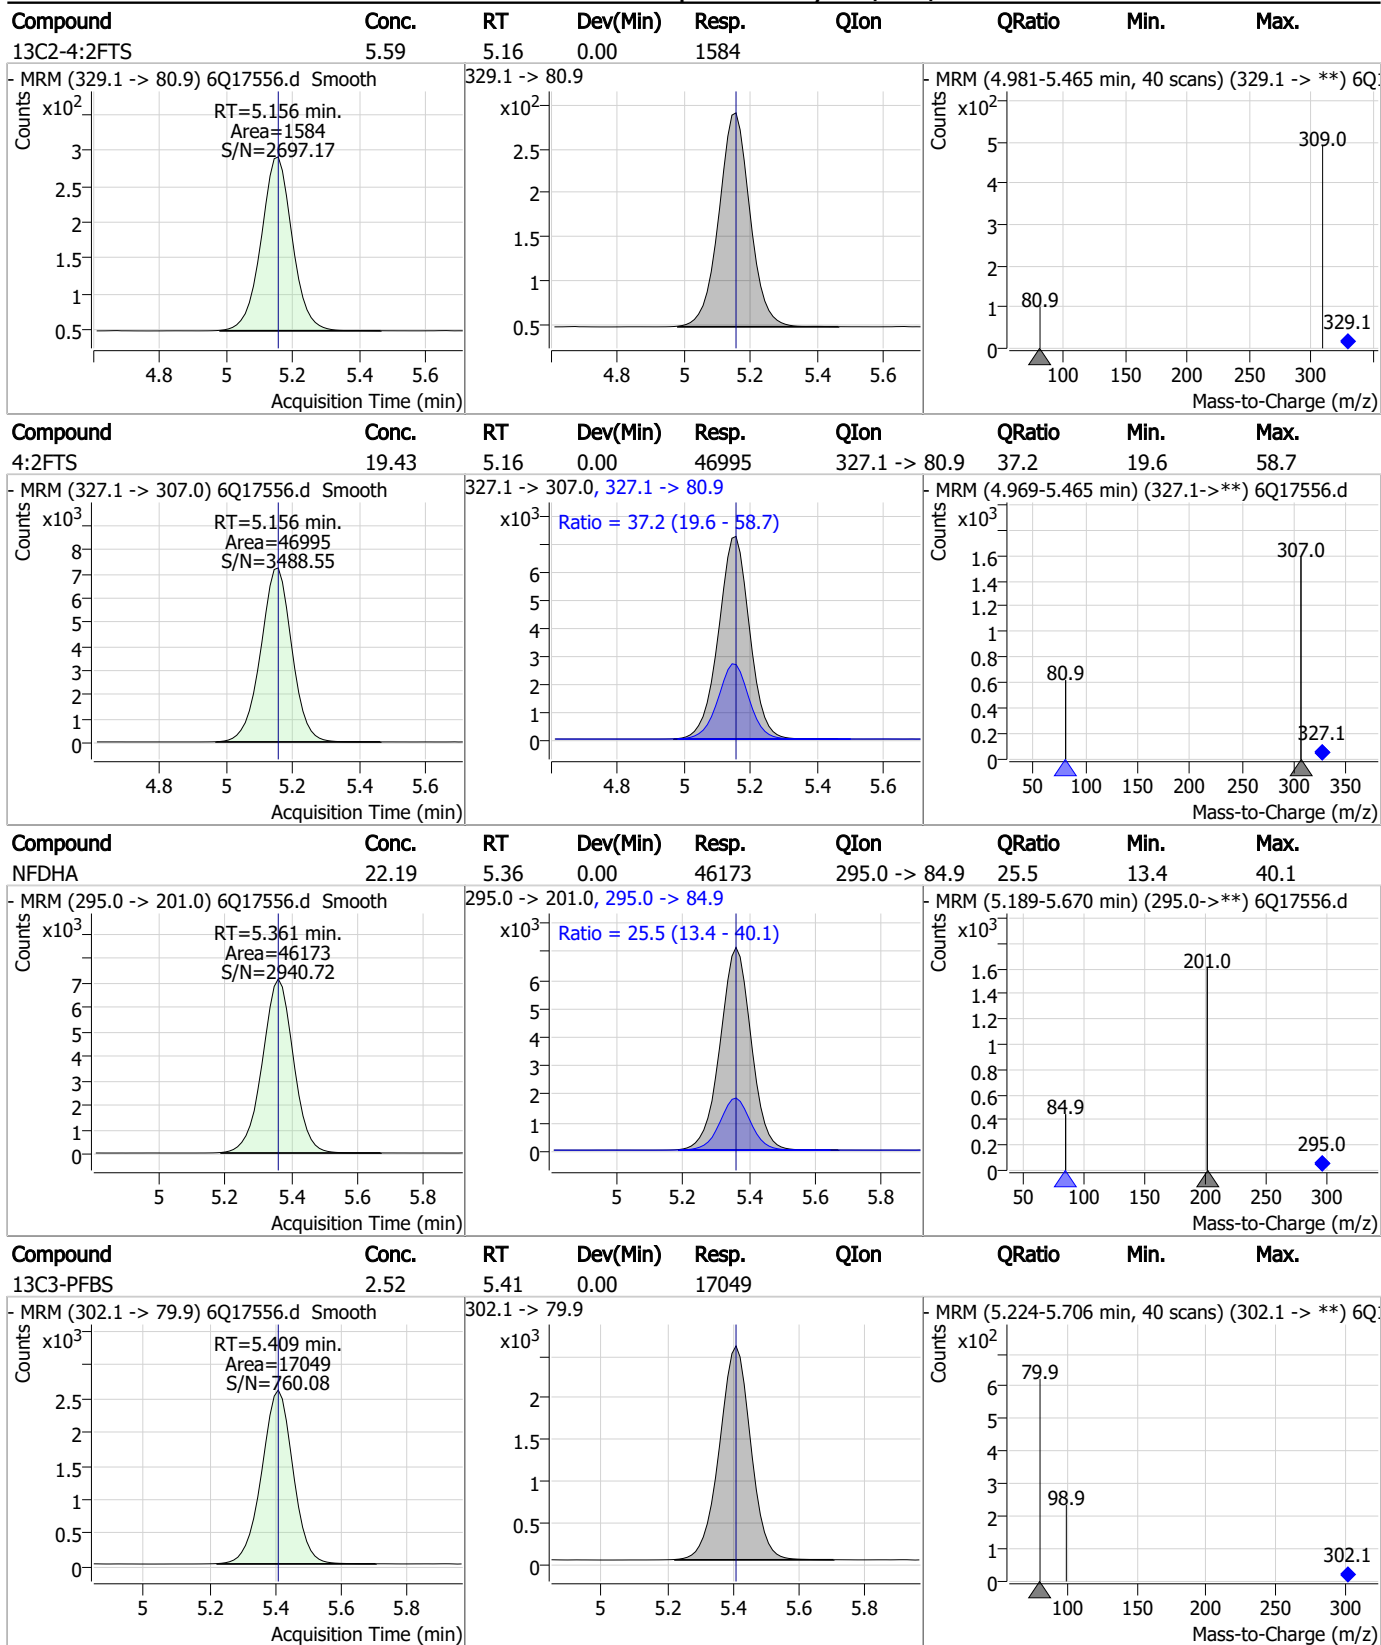 Compound Conc. RT Dev(Min) Resp. QIon QRatio Min. Max.
13C2-4:2FTS 5.59 5.16 0.00 1584
- MRM (329.1 -> 80.9) 6Q17556.d Smooth
Counts
x10²
RT=5.156 min.
Area=1584
S/N=2697.17
3
2.5
2
1.5
1
0.5
4.8 5 5.2 5.4 5.6
Acquisition Time (min)
329.1 -> 80.9
x10²
2.5
2
1.5
1
0.5
4.8 5 5.2 5.4 5.6
- MRM (4.981-5.465 min, 40 scans) (329.1 -> **) 6Q
Counts
x10²
309.0
5
4
3
2
1
0
80.9
329.1
100 150 200 250 300
Mass-to-Charge (m/z)
Compound Conc. RT Dev(Min) Resp. QIon QRatio Min. Max.
4:2FTS 19.43 5.16 0.00 46995 327.1 -> 80.9 37.2 19.6 58.7
- MRM (327.1 -> 307.0) 6Q17556.d Smooth
Counts
x10³
RT=5.156 min.
Area=46995
S/N=3488.55
8
7
6
5
4
3
2
1
0
4.8 5 5.2 5.4 5.6
Acquisition Time (min)
327.1 -> 307.0, 327.1 -> 80.9
x10³
Ratio = 37.2 (19.6 - 58.7)
6
5
4
3
2
1
0
4.8 5 5.2 5.4 5.6
- MRM (4.969-5.465 min) (327.1->**) 6Q17556.d
Counts
x10³
307.0
1.6
1.4
1.2
1
0.8
0.6
0.4
0.2
0
80.9
327.1
50 100 150 200 250 300 350
Mass-to-Charge (m/z)
Compound Conc. RT Dev(Min) Resp. QIon QRatio Min. Max.
NFDHA 22.19 5.36 0.00 46173 295.0 -> 84.9 25.5 13.4 40.1
- MRM (295.0 -> 201.0) 6Q17556.d Smooth
Counts
x10³
RT=5.361 min.
Area=46173
S/N=2940.72
7
6
5
4
3
2
1
0
5 5.2 5.4 5.6 5.8
Acquisition Time (min)
295.0 -> 201.0, 295.0 -> 84.9
x10³
Ratio = 25.5 (13.4 - 40.1)
6
5
4
3
2
1
0
5 5.2 5.4 5.6 5.8
- MRM (5.189-5.670 min) (295.0->**) 6Q17556.d
Counts
x10³
201.0
1.6
1.4
1.2
1
0.8
0.6
0.4
0.2
0
84.9
295.0
50 100 150 200 250 300
Mass-to-Charge (m/z)
Compound Conc. RT Dev(Min) Resp. QIon QRatio Min. Max.
13C3-PFBS 2.52 5.41 0.00 17049
- MRM (302.1 -> 79.9) 6Q17556.d Smooth
Counts
x10³
RT=5.409 min.
Area=17049
S/N=760.08
2.5
2
1.5
1
0.5
0
5 5.2 5.4 5.6 5.8
Acquisition Time (min)
302.1 -> 79.9
x10³
2
1.5
1
0.5
0
5 5.2 5.4 5.6 5.8
- MRM (5.224-5.706 min, 40 scans) (302.1 -> **) 6Q
Counts
x10²
79.9
6
5
4
3
2
1
0
98.9
302.1
100 150 200 250 300
Mass-to-Charge (m/z)